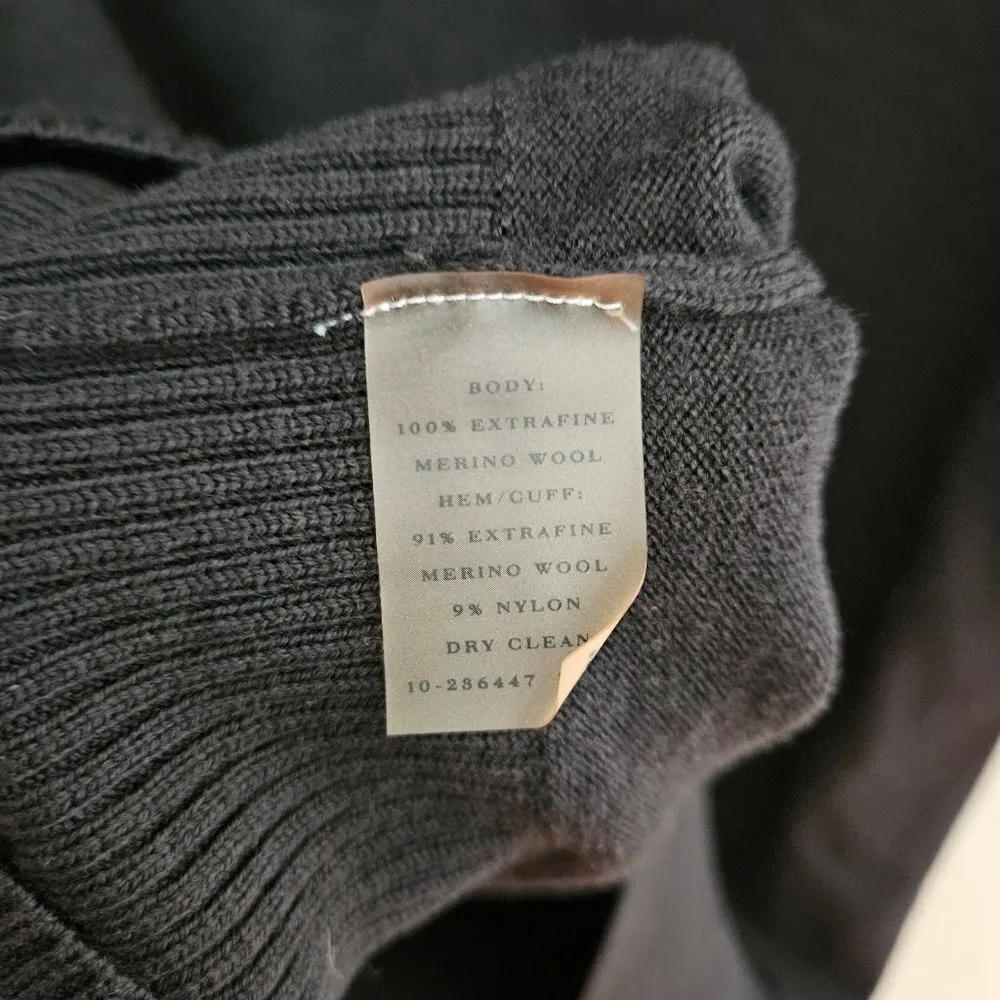 BODY:
100% EXTRAFINE
MERINO WOOL
HEM/CUFF:
91% EXTRAFINE
MERINO WOOL
9% NYLON
DRY CLEAN
10-286447